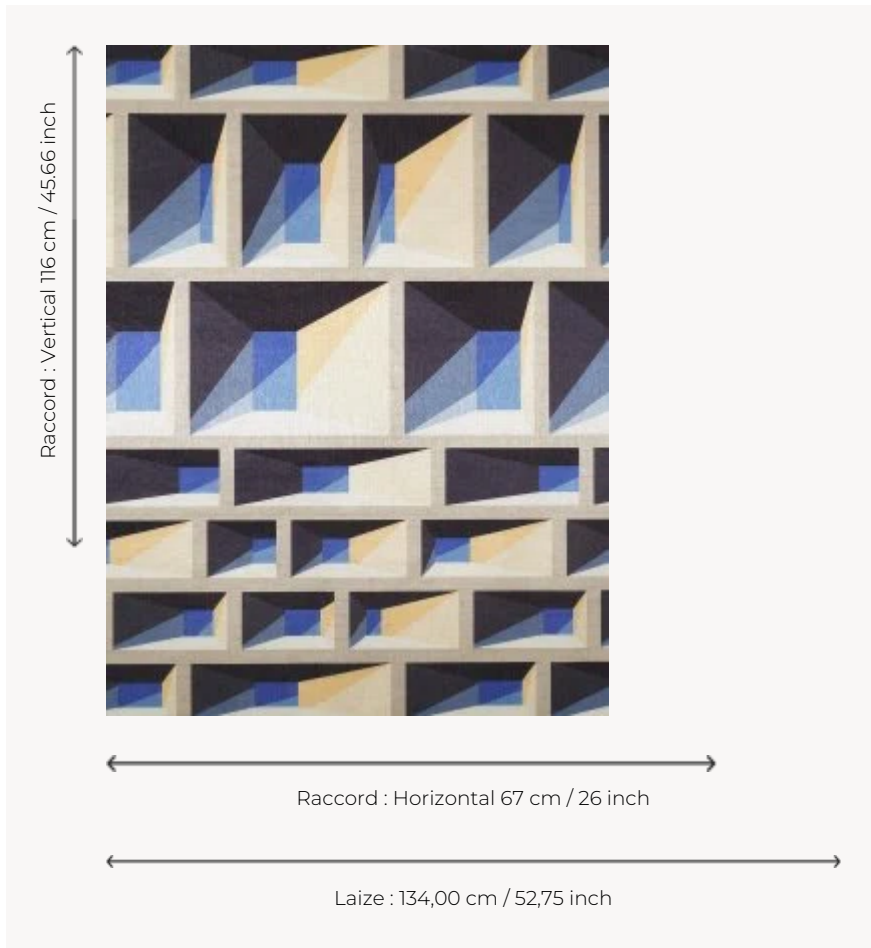 Raccord : Vertical 116 cm / 45.66 inch
Raccord : Horizontal 67 cm / 26 inch
Laize : 134,00 cm / 52,75 inch